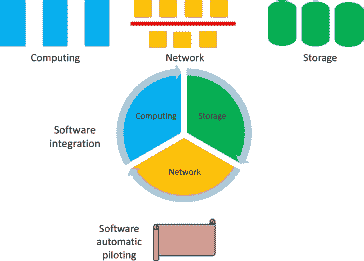 Computing
Network
Storage
Computing
Storage
Software
integration
Network
Software
automatic
piloting